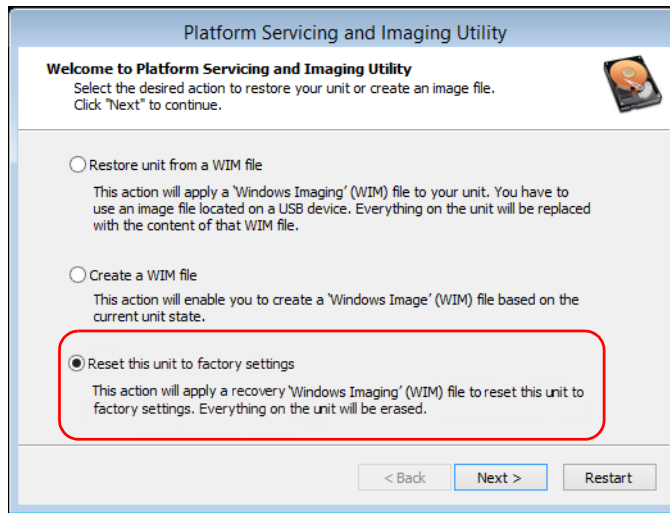 Platform Servicing and Imaging Utility
Welcome to Platform Servicing and Imaging Utility
Select the desired action to restore your unit or create an image file.
Click "Next" to continue.
Restore unit from a WIM file
This action will apply a 'Windows Imaging' (WIM) file to your unit. You have to
use an image file located on a USB device. Everything on the unit will be replaced
with the content of that WIM file.
Create a WIM file
This action will enable you to create a 'Windows Image' (WIM) file based on the
current unit state.
Reset this unit to factory settings
This action will apply a recovery 'Windows Imaging' (WIM) file to reset this unit to
factory settings. Everything on the unit will be erased.
< Back Next > Restart